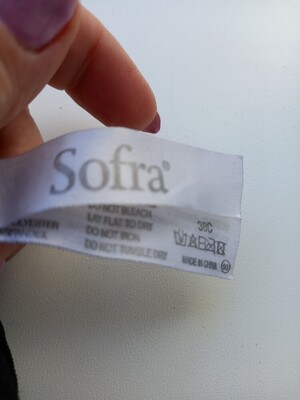 Sofra®
DO NOT BLEACH
LAY FLAT TO DRY
DO NOT IRON
DO NOT TUMBLE DRY
38C
MADE IN CHINA